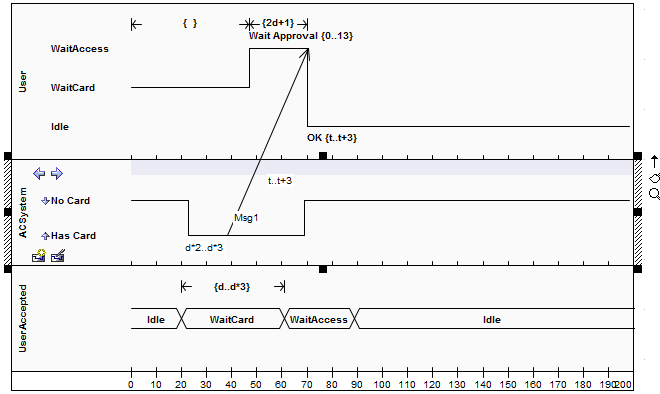 { } {2d+1}
Wait Approval {0..13}
WaitAccess
User
WaitCard
Idle
OK {t..t+3}
t..t+3
ACSystem
No Card
Msg1
Has Card
d*2..d*3
{d..d*3}
UserAccepted
Idle WaitCard WaitAccess Idle
0 10 20 30 40 50 60 70 80 90 100 110 120 130 140 150 160 170 180 190 200